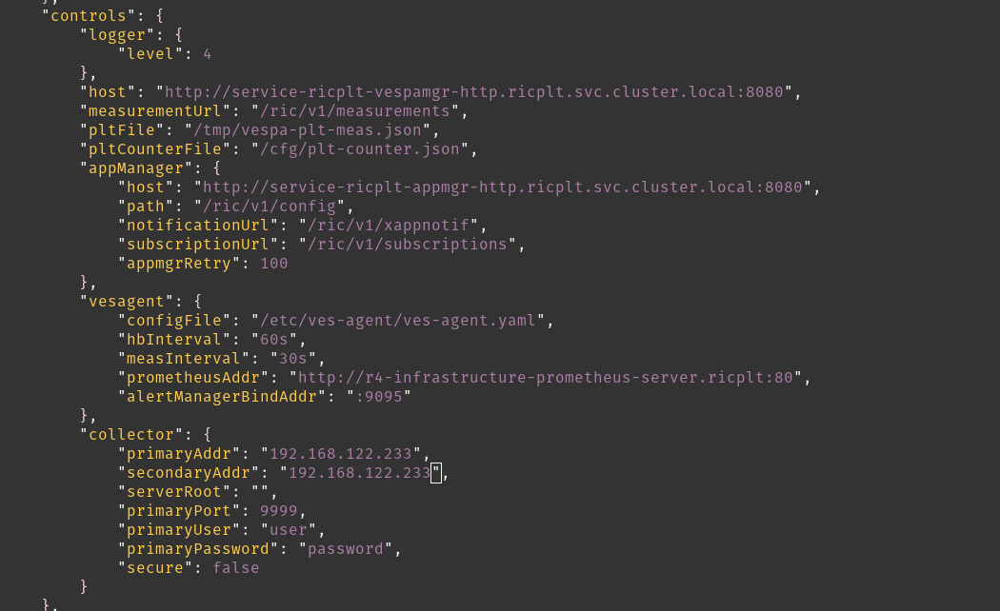 },
"controls": {
"logger": {
"level": 4
},
"host": "http://service-ricplt-vespamgr-http.ricplt.svc.cluster.local:8080",
"measurementUrl": "/ric/v1/measurements",
"pltFile": "/tmp/vespa-plt-meas.json",
"pltCounterFile": "/cfg/plt-counter.json",
"appManager": {
"host": "http://service-ricplt-appmgr-http.ricplt.svc.cluster.local:8080",
"path": "/ric/v1/config",
"notificationUrl": "/ric/v1/xappnotif",
"subscriptionUrl": "/ric/v1/subscriptions",
"appmgrRetry": 100
},
"vesagent": {
"configFile": "/etc/ves-agent/ves-agent.yaml",
"hbInterval": "60s",
"measInterval": "30s",
"prometheusAddr": "http://r4-infrastructure-prometheus-server.ricplt:80",
"alertManagerBindAddr": ":9095"
},
"collector": {
"primaryAddr": "192.168.122.233",
"secondaryAddr": "192.168.122.233",
"serverRoot": "",
"primaryPort": 9999,
"primaryUser": "user",
"primaryPassword": "password",
"secure": false
}
},